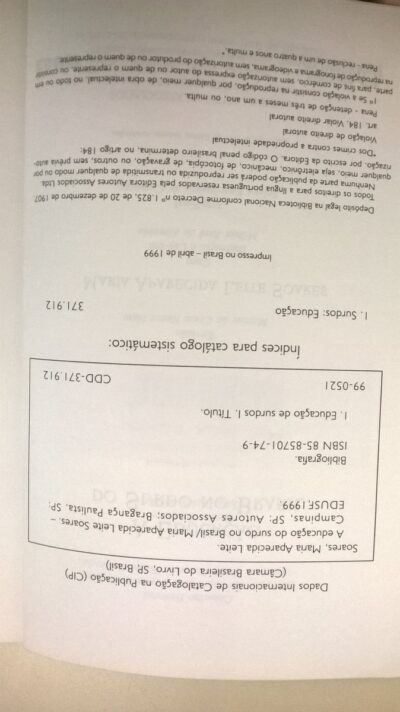 Dados Internacionais de Catalogação na Publicação (CIP)
(Câmara Brasileira do Livro, SP, Brasil)
Soares, Maria Aparecida Leite.
A educação do surdo no Brasil/ Maria Aparecida Leite Soares. –
Campinas, SP: Autores Associados; Bragança Paulista, SP:
EDUSF, 1999.
Bibliografia.
ISBN 85-85701-74-9
1. Educação de surdos I. Título.
99-0521 CDD-371.912
Índices para catálogo sistemático:
1. Surdos: Educação 371.912
Impresso no Brasil – abril de 1999
Depósito legal na Biblioteca Nacional conforme Decreto nº 1.825, de 20 de dezembro de 1907.
Todos os direitos para a língua portuguesa reservados pela Editora Autores Associados Ltda.
Nenhuma parte da publicação poderá ser reproduzida ou transmitida de qualquer modo ou por
qualquer meio, seja eletrônico, mecânico, de fotocópia, de gravação, ou outros, sem prévia auto-
rização, por escrito da Editora. O código penal brasileiro determina, no artigo 184:
"Dos crimes contra a propriedade intelectual
Violação de direito autoral
art. 184. Violar direito autoral
Pena - detenção de três meses a um ano, ou multa.
1º Se a violação consistir na reprodução, por qualquer meio, de obra intelectual, no todo ou em
parte, para fins de comércio, sem autorização expressa do autor ou de quem o represente, ou consistir
na reprodução de fonograma e videograma, sem autorização do produtor ou de quem o represente.
Pena - reclusão de um a quatro anos e multa."